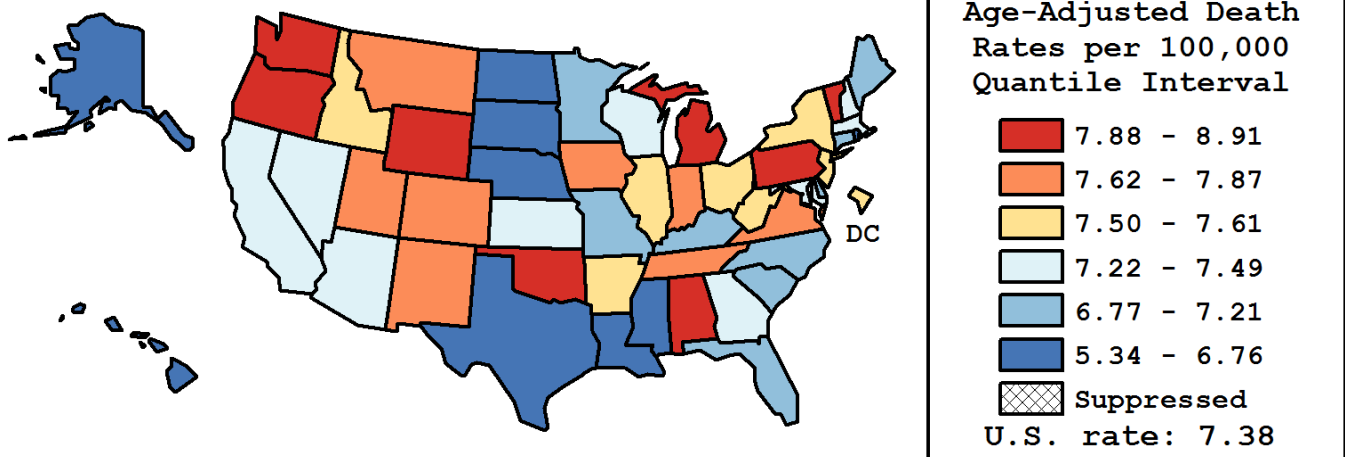 DC
Age-Adjusted Death
Rates per 100,000
Quantile Interval
7.88 - 8.91
7.62 - 7.87
7.50 - 7.61
7.22 - 7.49
6.77 - 7.21
5.34 - 6.76
Suppressed
U.S. rate: 7.38